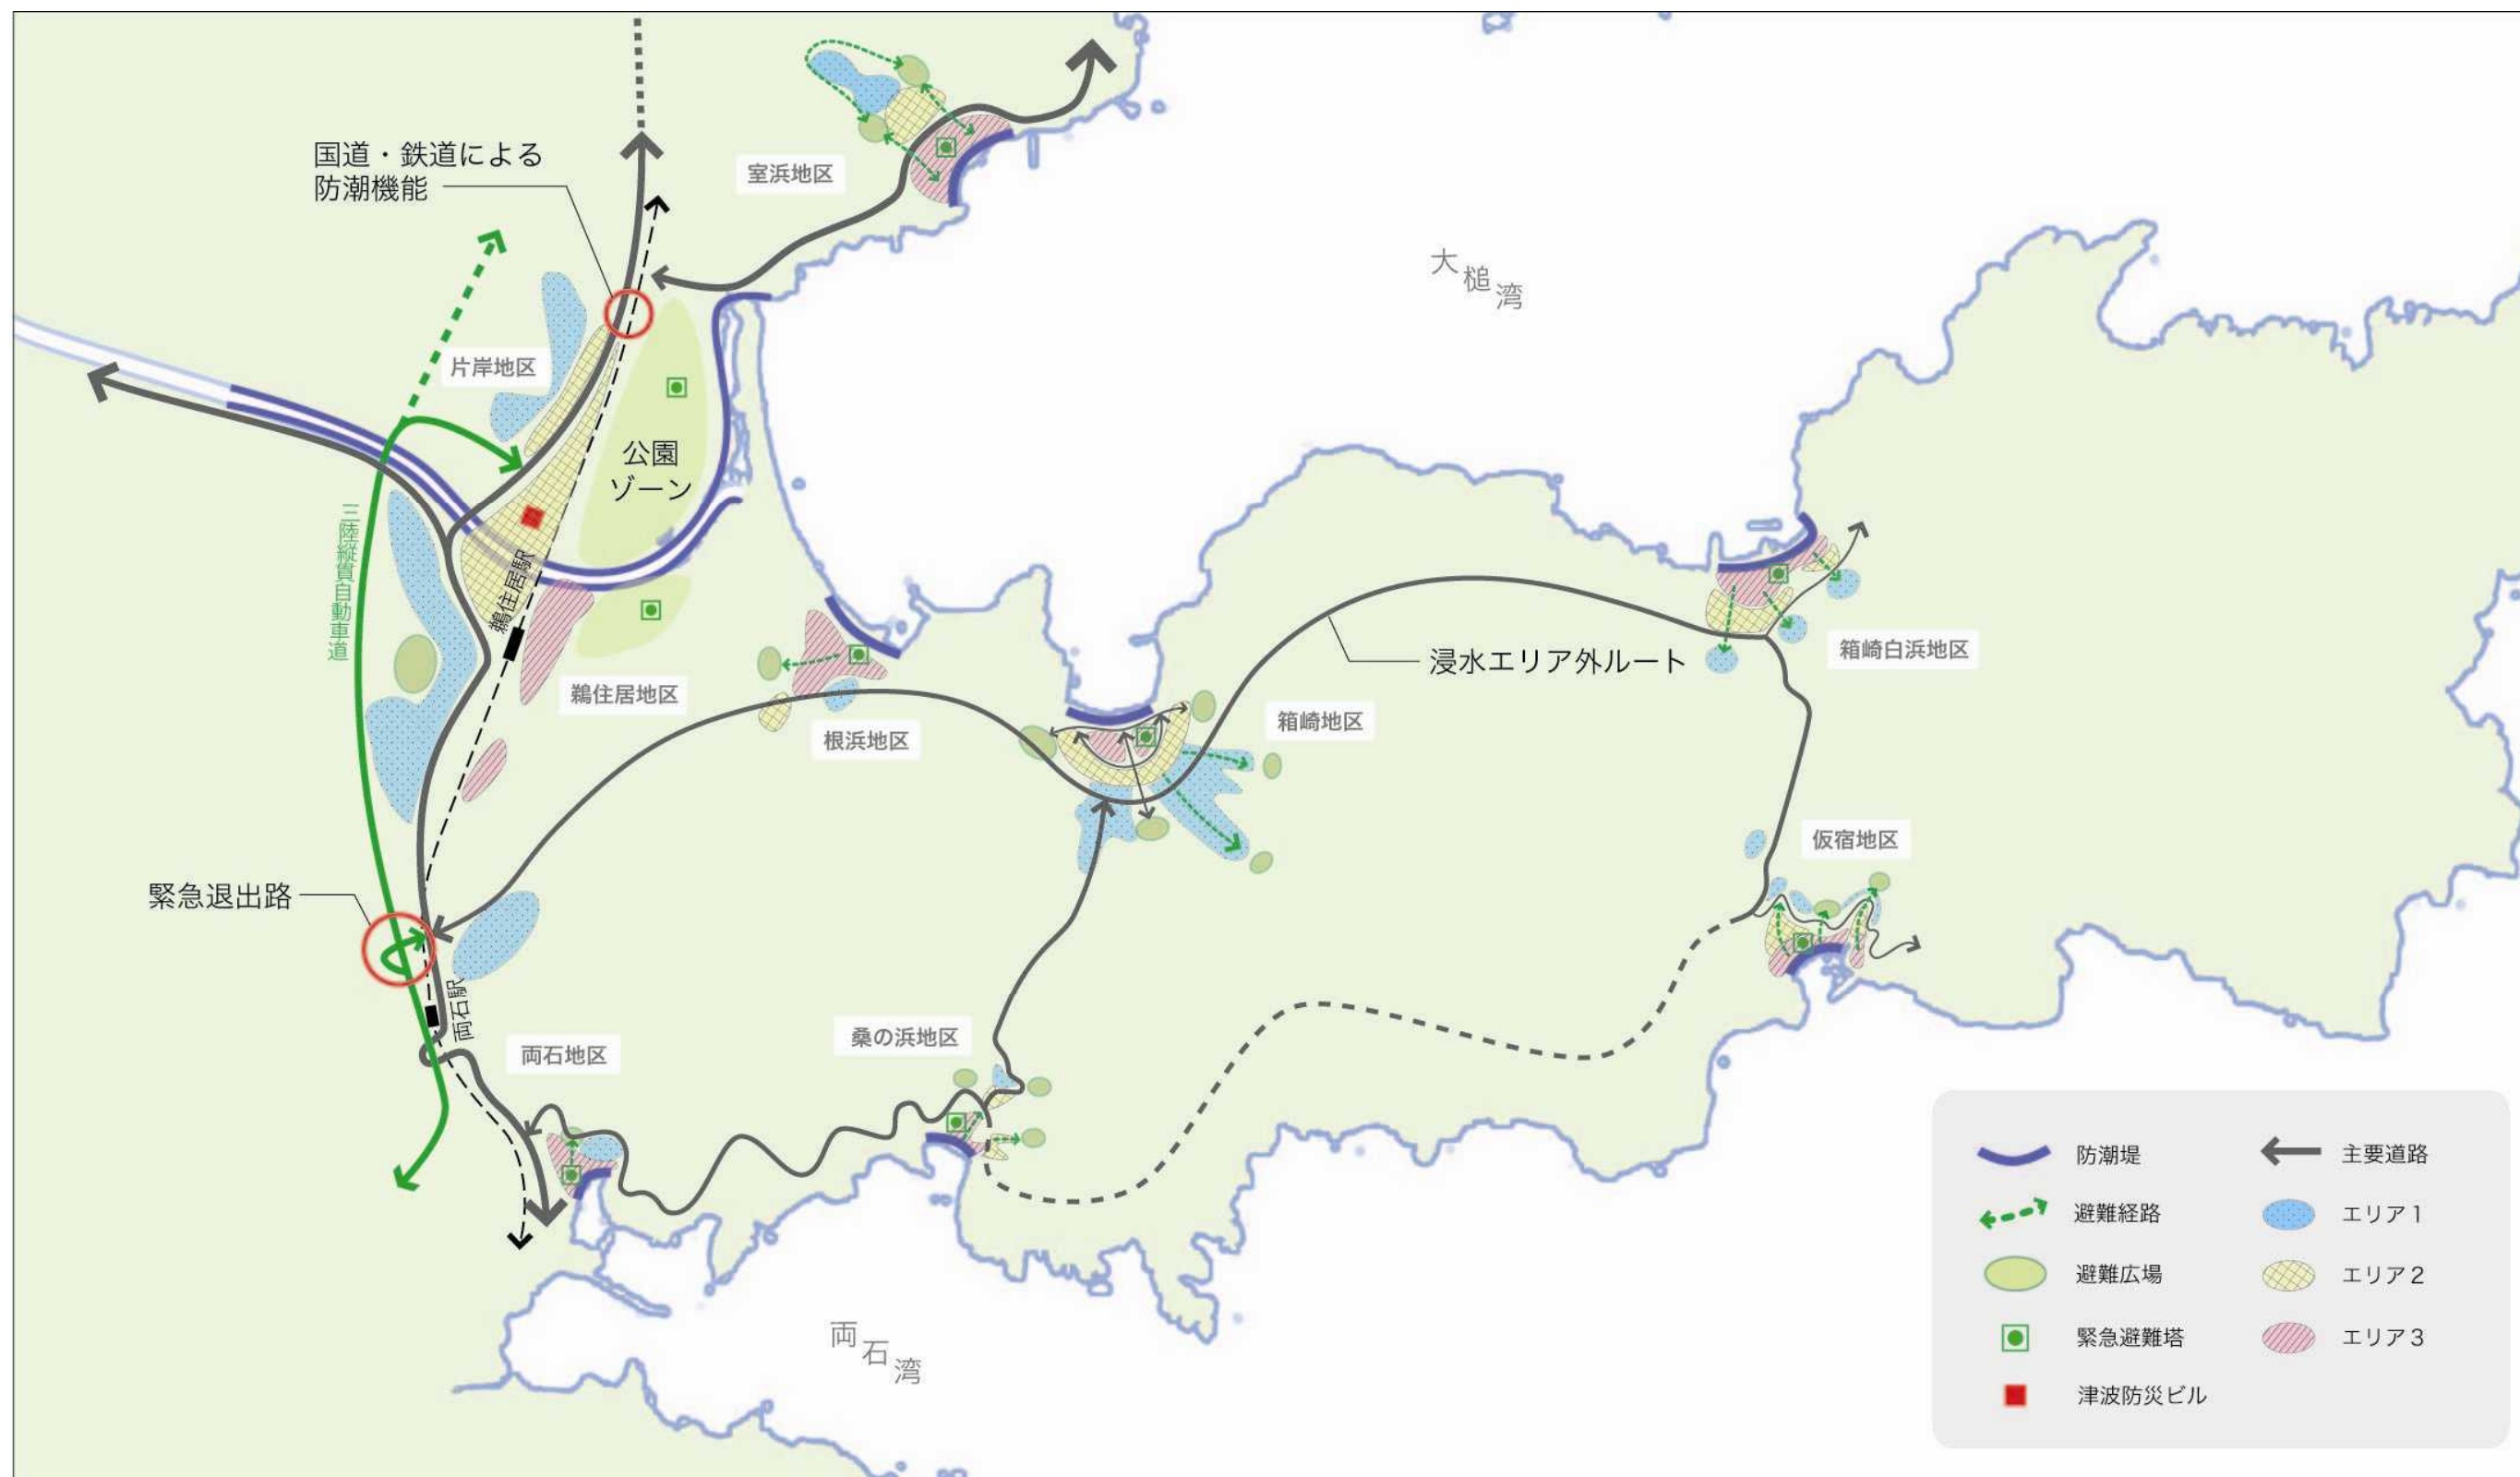 国道・鉄道による
防潮機能
室浜地区
大槌湾
片岸地区
公園
ゾーン
三陸縦貫自動車道
鵜住居駅
鵜住居地区
根浜地区
箱崎地区
浸水エリア外ルート
箱崎白浜地区
仮宿地区
緊急退出路
両石駅
両石地区
桑の浜地区
両石湾
防潮堤
主要道路
避難経路
エリア1
避難広場
エリア2
緊急避難塔
エリア3
津波防災ビル